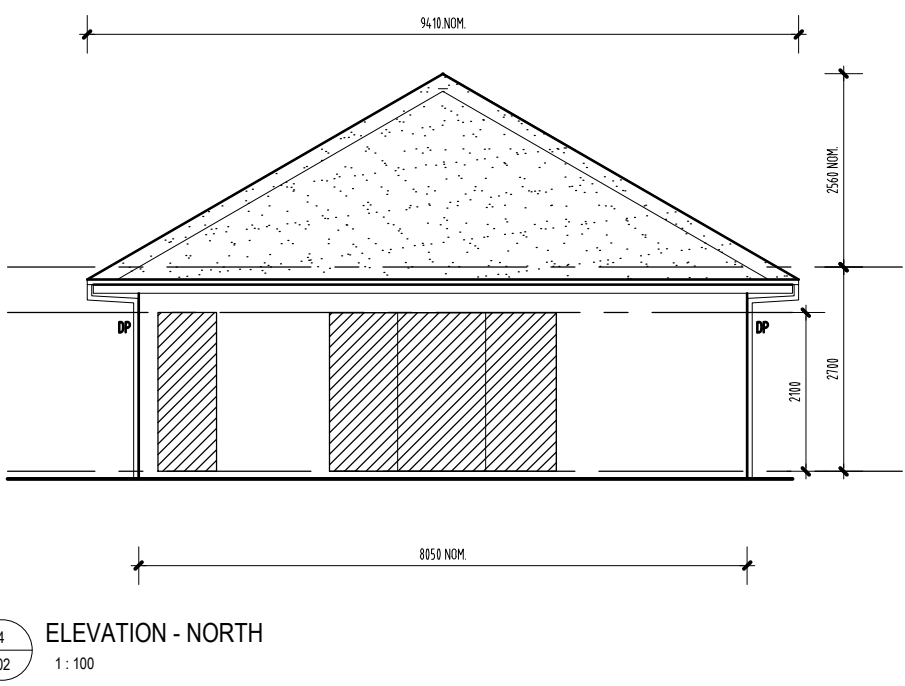 9410.NOM.
2560 NOM.
DP
DP
2100
2700
8050 NOM.
4
02
ELEVATION - NORTH
1 : 100